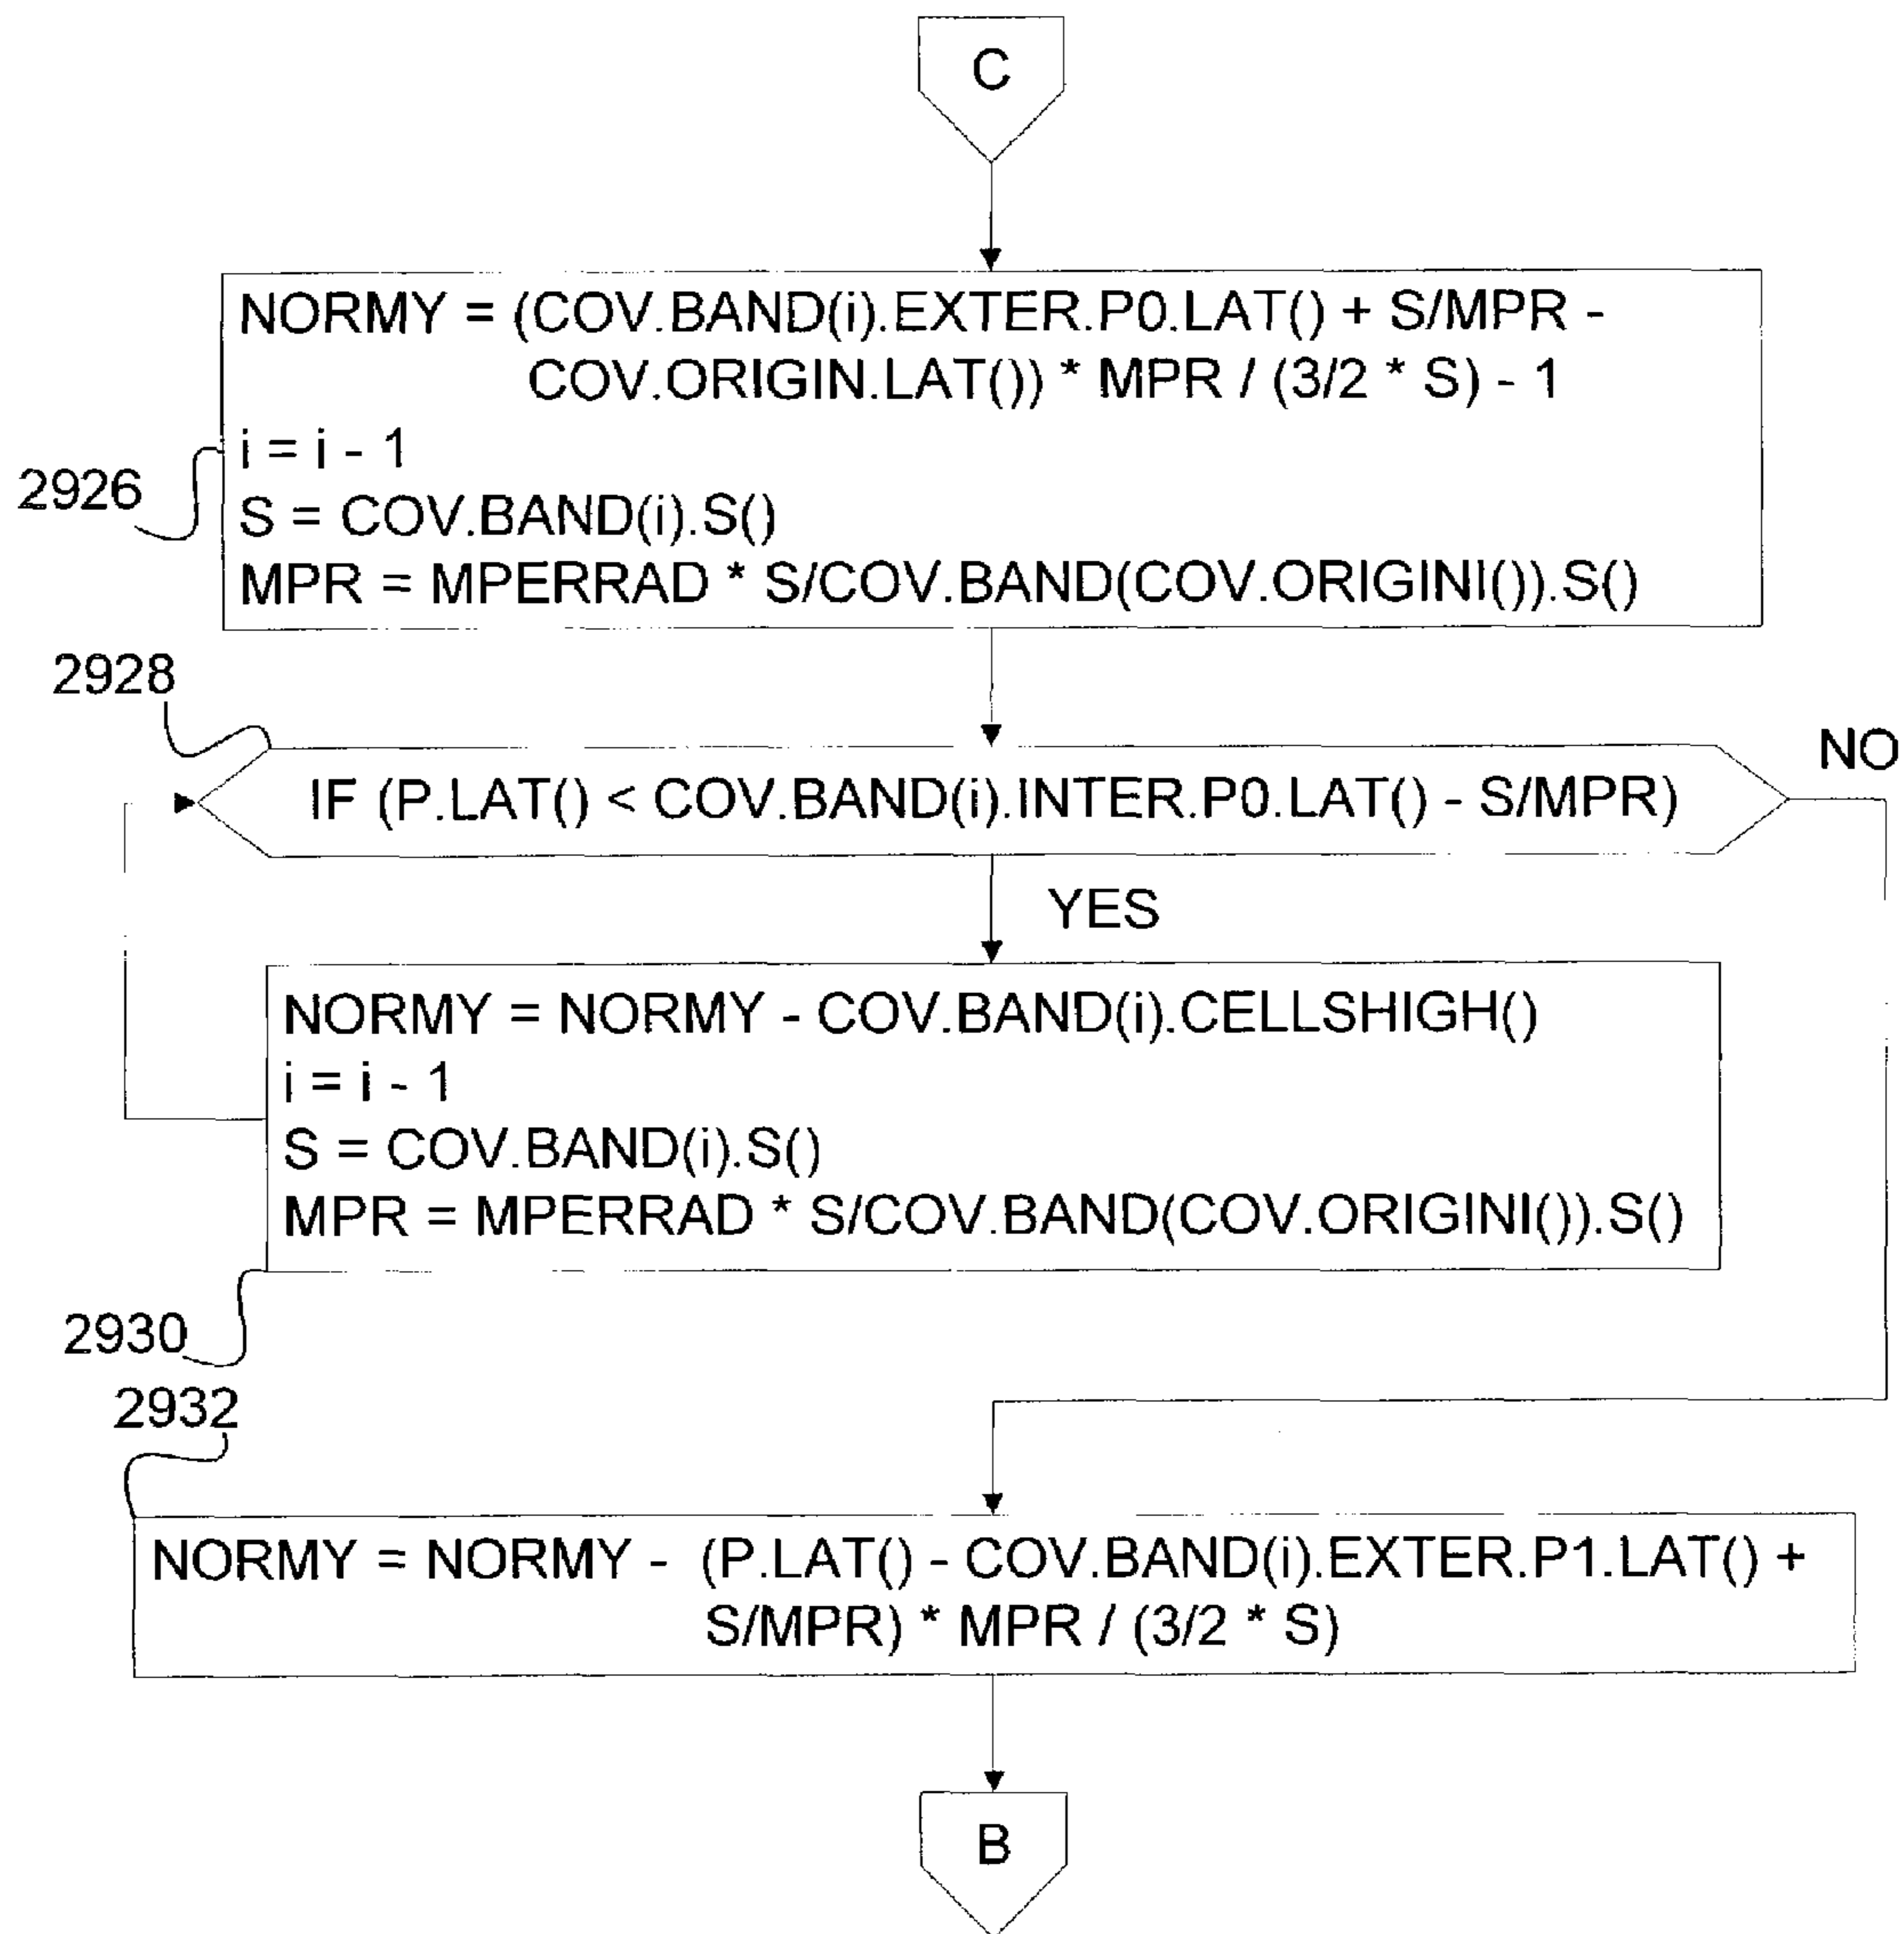 C
NORMY = (COV.BAND(i).EXTER.P0.LAT() + S/MPR -
COV.ORIGIN.LAT()) * MPR / (3/2 * S) - 1
i = i - 1
2926
S = COV.BAND(i).S()
MPR = MPERRAD * S/COV.BAND(COV.ORIGINI()).S()
2928
NO
IF (P.LAT() < COV.BAND(i).INTER.P0.LAT() - S/MPR)
YES
NORMY = NORMY - COV.BAND(i).CELLSHIGH()
i = i - 1
S = COV.BAND(i).S()
MPR = MPERRAD * S/COV.BAND(COV.ORIGINI()).S()
2930
2932
NORMY = NORMY - (P.LAT() - COV.BAND(i).EXTER.P1.LAT() +
S/MPR) * MPR / (3/2 * S)
B